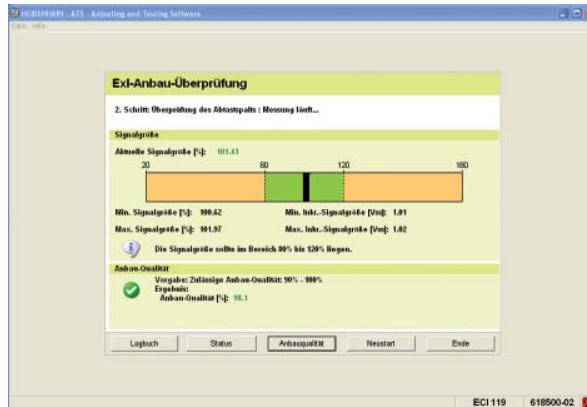 HEIDENHAIN : ATS - Adjusting and Testing Software
Datei Hilfe
ExI-Anbau-Überprüfung
2. Schritt: Überprüfung des Abtastspalts : Messung läuft...
Signalgröße
Aktuelle Signalgröße [%]: 101.41
20 80 120 180
Min. Signalgröße [%]: 100.62 Min. Inkr.-Signalgröße [Vss]: 1.01
Max. Signalgröße [%]: 101.97 Max. Inkr.-Signalgröße [Vss]: 1.02
Die Signalgröße sollte im Bereich 80% bis 120% liegen.
Anbau-Qualität
Vorgabe: Zulässige Anbau-Qualität: 90% - 100%
Ergebnis:
Anbau-Qualität [%]: 98.1
Logbuch Status Anbauqualität Neustart Ende
ECI 119 618500-02